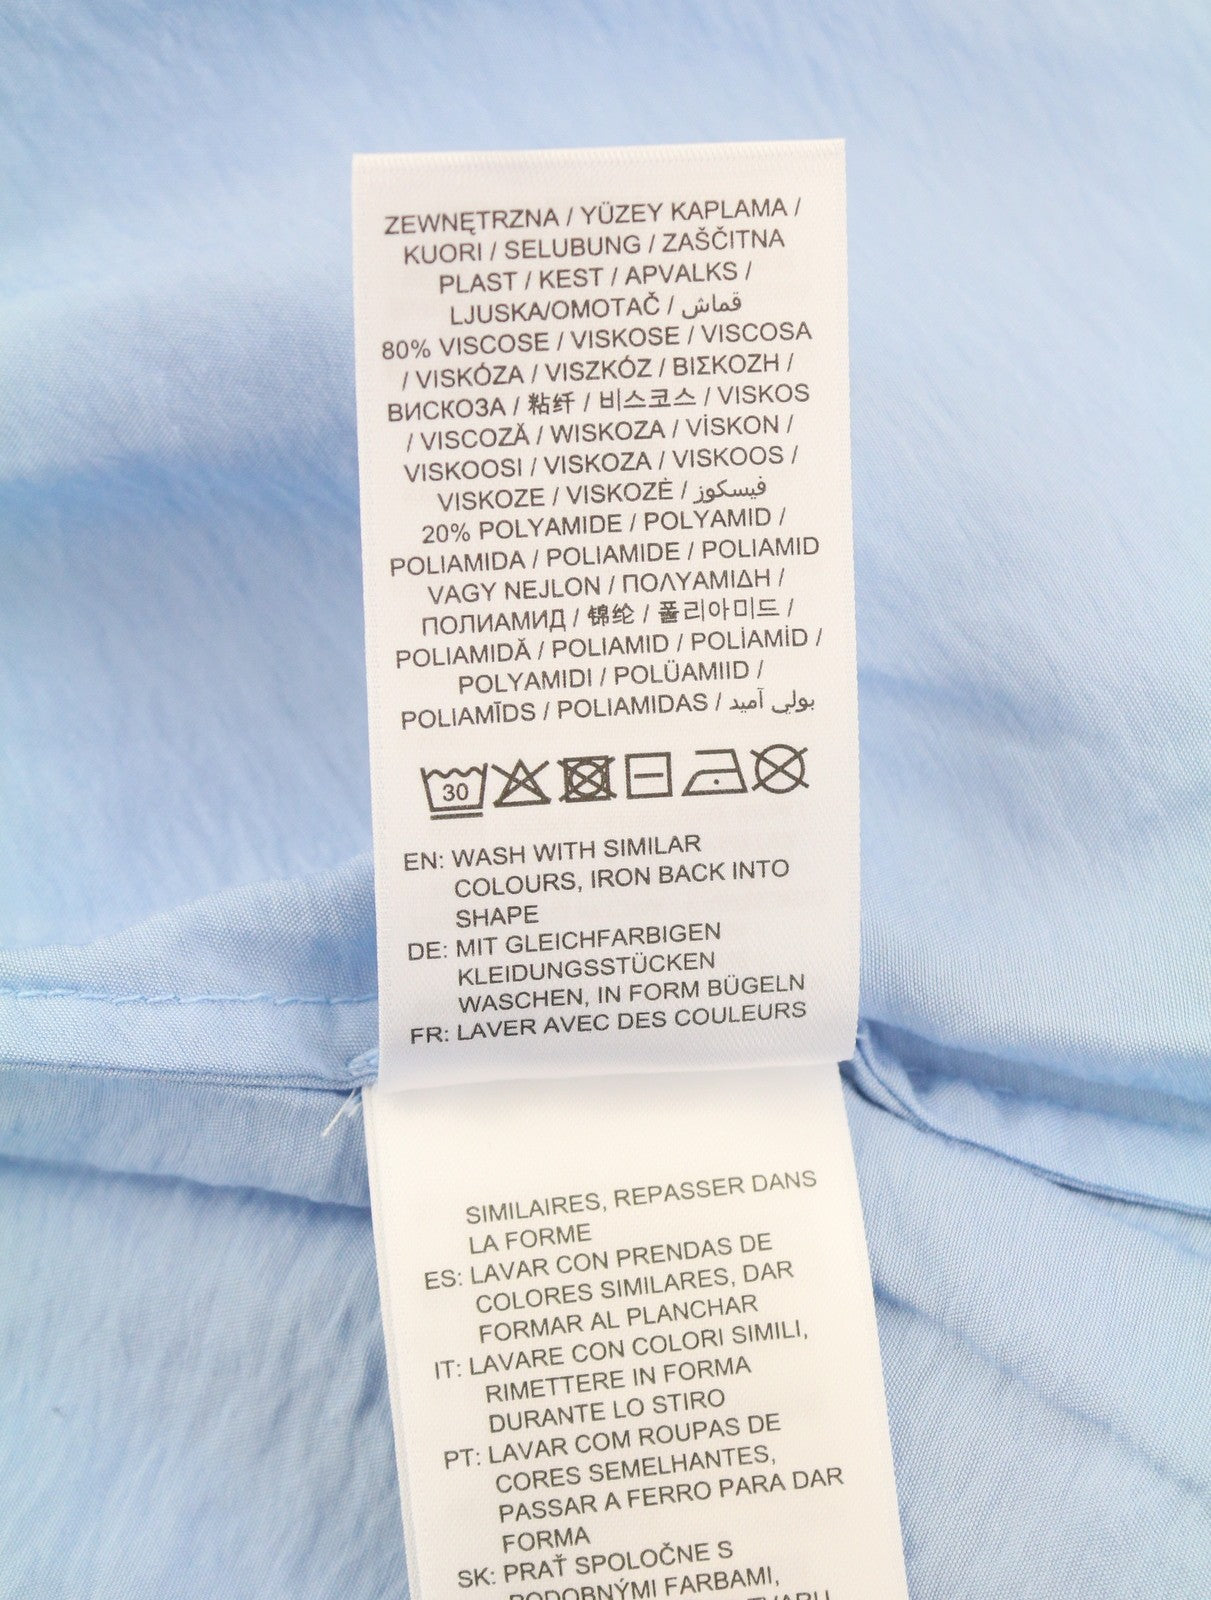 ZEWNĘTRZNA / YÜZEY KAPLAMA /
KUORI / SELUBUNG / ZAŠČITNA
PLAST / KEST / APVALKS /
LJUSKA/OMOTAČ / قماش
80% VISCOSE / VISKOSE / VISCOSA
/ VISKÓZA / VISZKÓZ / ΒΙΣΚΟΖΗ /
ВИСКОЗА / 粘纤 / 비스코스 / VISKOS
/ VISCOZĂ / WISKOZA / VİSKON /
VISKOOSI / VISKOZA / VISKOOS /
VISKOZE / VISKOZĖ / فيسكوز
20% POLYAMIDE / POLYAMID /
POLIAMIDA / POLIAMIDE / POLIAMID
VAGY NEJLON / ΠΟΛΥΑΜΙΔΗ /
ПОЛИАМИД / 锦纶 / 폴리아미드 /
POLIAMIDĂ / POLIAMID / POLİAMİD /
POLYAMIDI / POLÜAMIID /
POLIAMĪDS / POLIAMIDAS / بولي آميد
30
EN: WASH WITH SIMILAR
COLOURS, IRON BACK INTO
SHAPE
DE: MIT GLEICHFARBIGEN
KLEIDUNGSSTÜCKEN
WASCHEN, IN FORM BÜGELN
FR: LAVER AVEC DES COULEURS
SIMILAIRES, REPASSER DANS
LA FORME
ES: LAVAR CON PRENDAS DE
COLORES SIMILARES, DAR
FORMAR AL PLANCHAR
IT: LAVARE CON COLORI SIMILI,
RIMETTERE IN FORMA
DURANTE LO STIRO
PT: LAVAR COM ROUPAS DE
CORES SEMELHANTES,
PASSAR A FERRO PARA DAR
FORMA
SK: PRAŤ SPOLOČNE S
PODOBNÝMI FARBAMI,